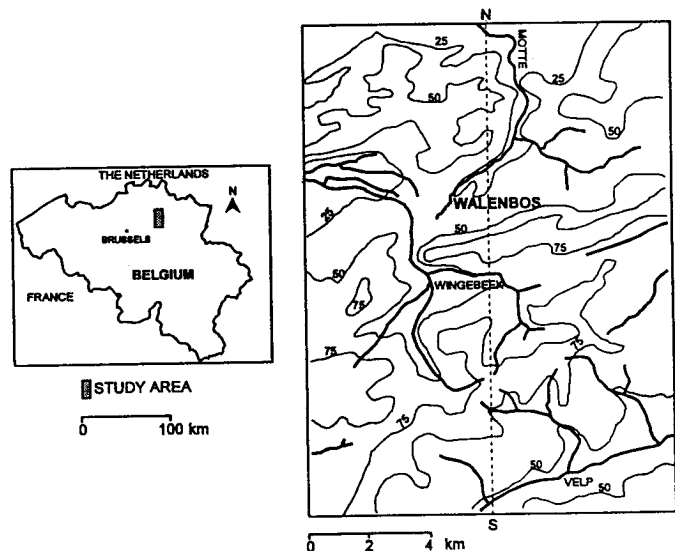 THE NETHERLANDS
N
BRUSSELS
BELGIUM
FRANCE
STUDY AREA
0 100 km
N
MOTTE
25
25
50
50
WALENBOS
25
50
75
50
WINGEBEEK
75
75
75
75
50
VELP
50
S
0 2 4 km